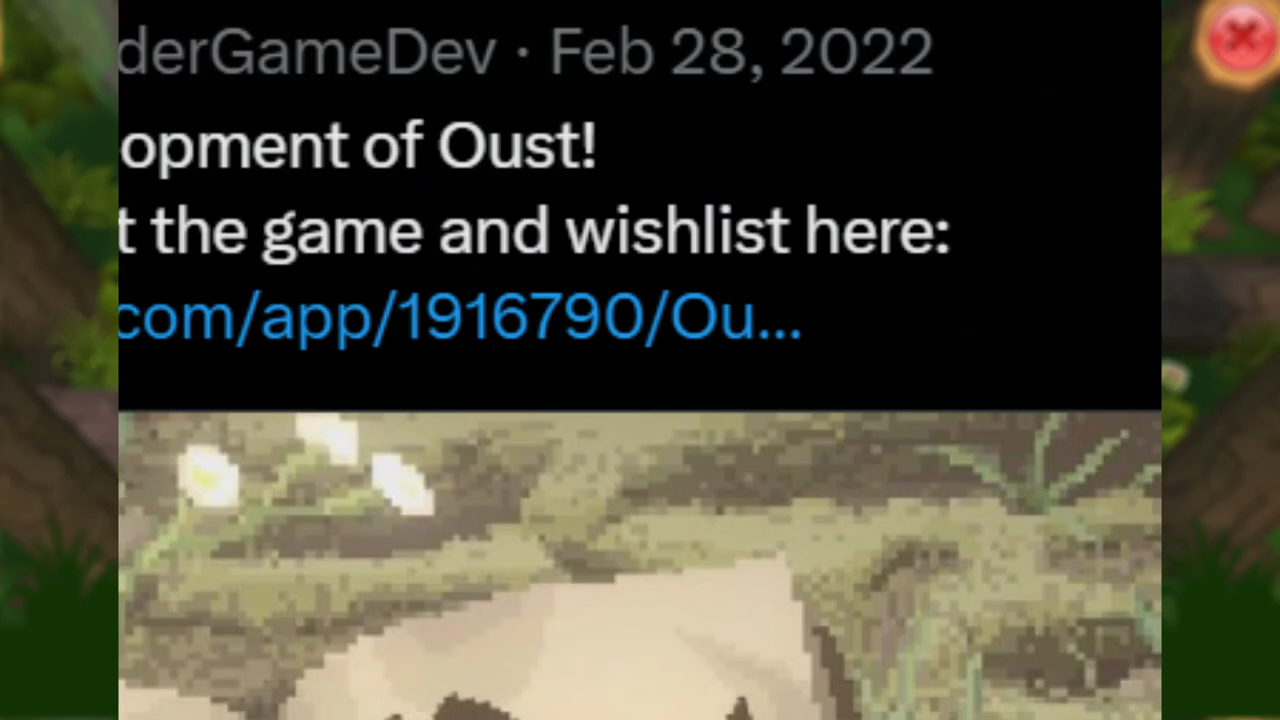 derGameDev · Feb 28, 2022
opment of Oust!
t the game and wishlist here:
com/app/1916790/Ou...